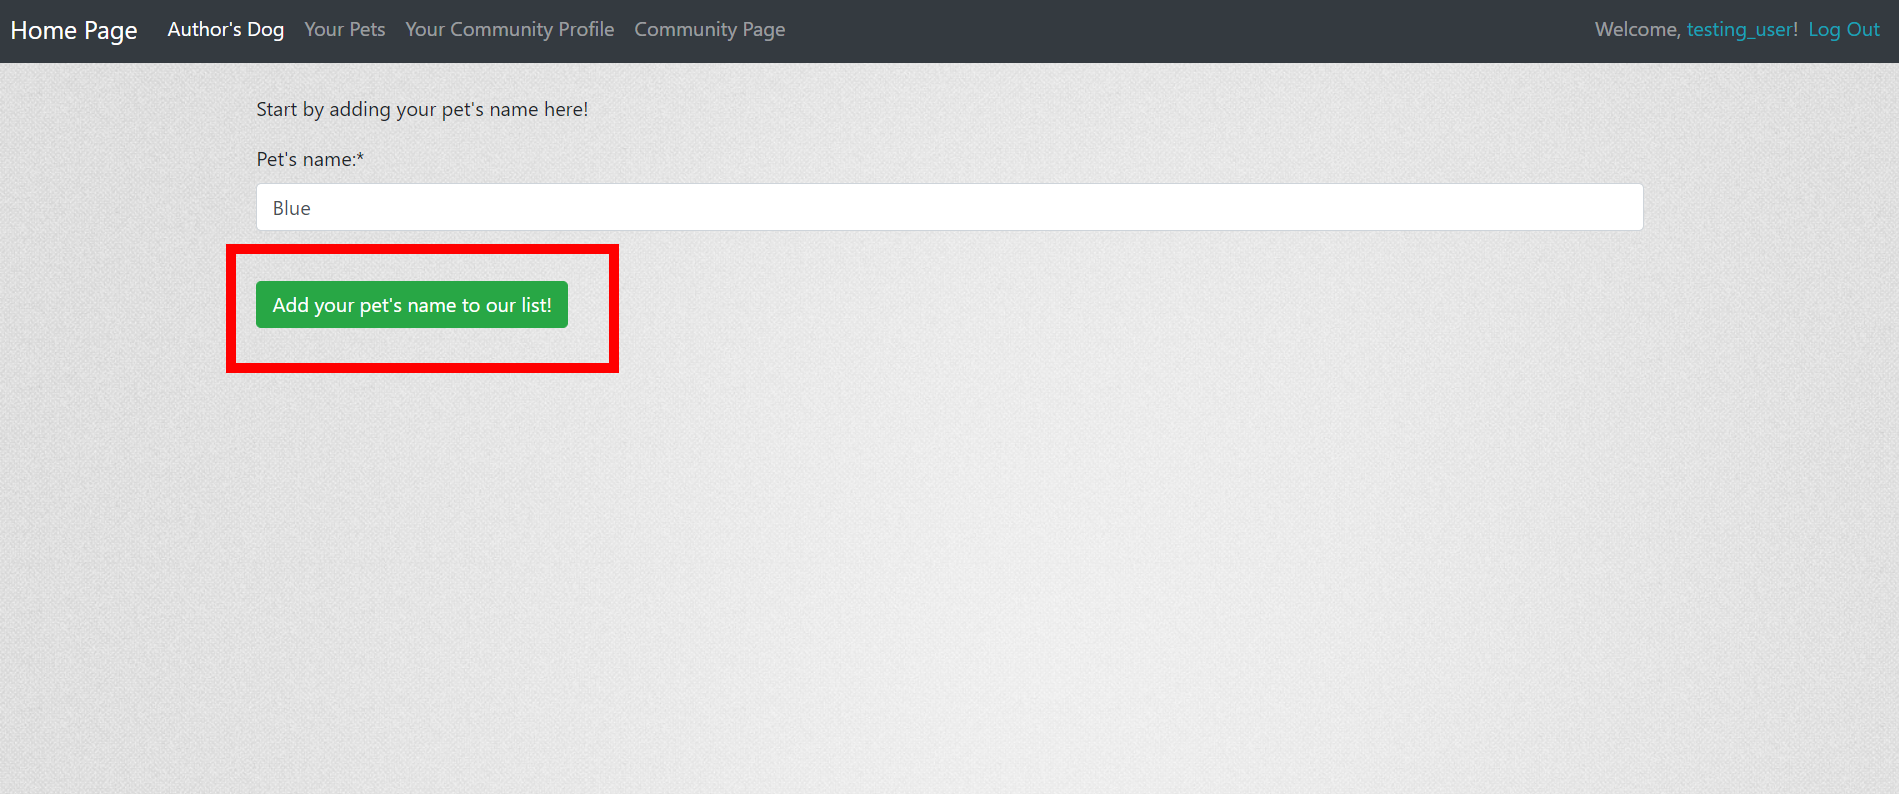 Home Page Author's Dog Your Pets Your Community Profile Community Page Welcome, testing_user! Log Out
Start by adding your pet's name here!
Pet's name:*
Blue
Add your pet's name to our list!